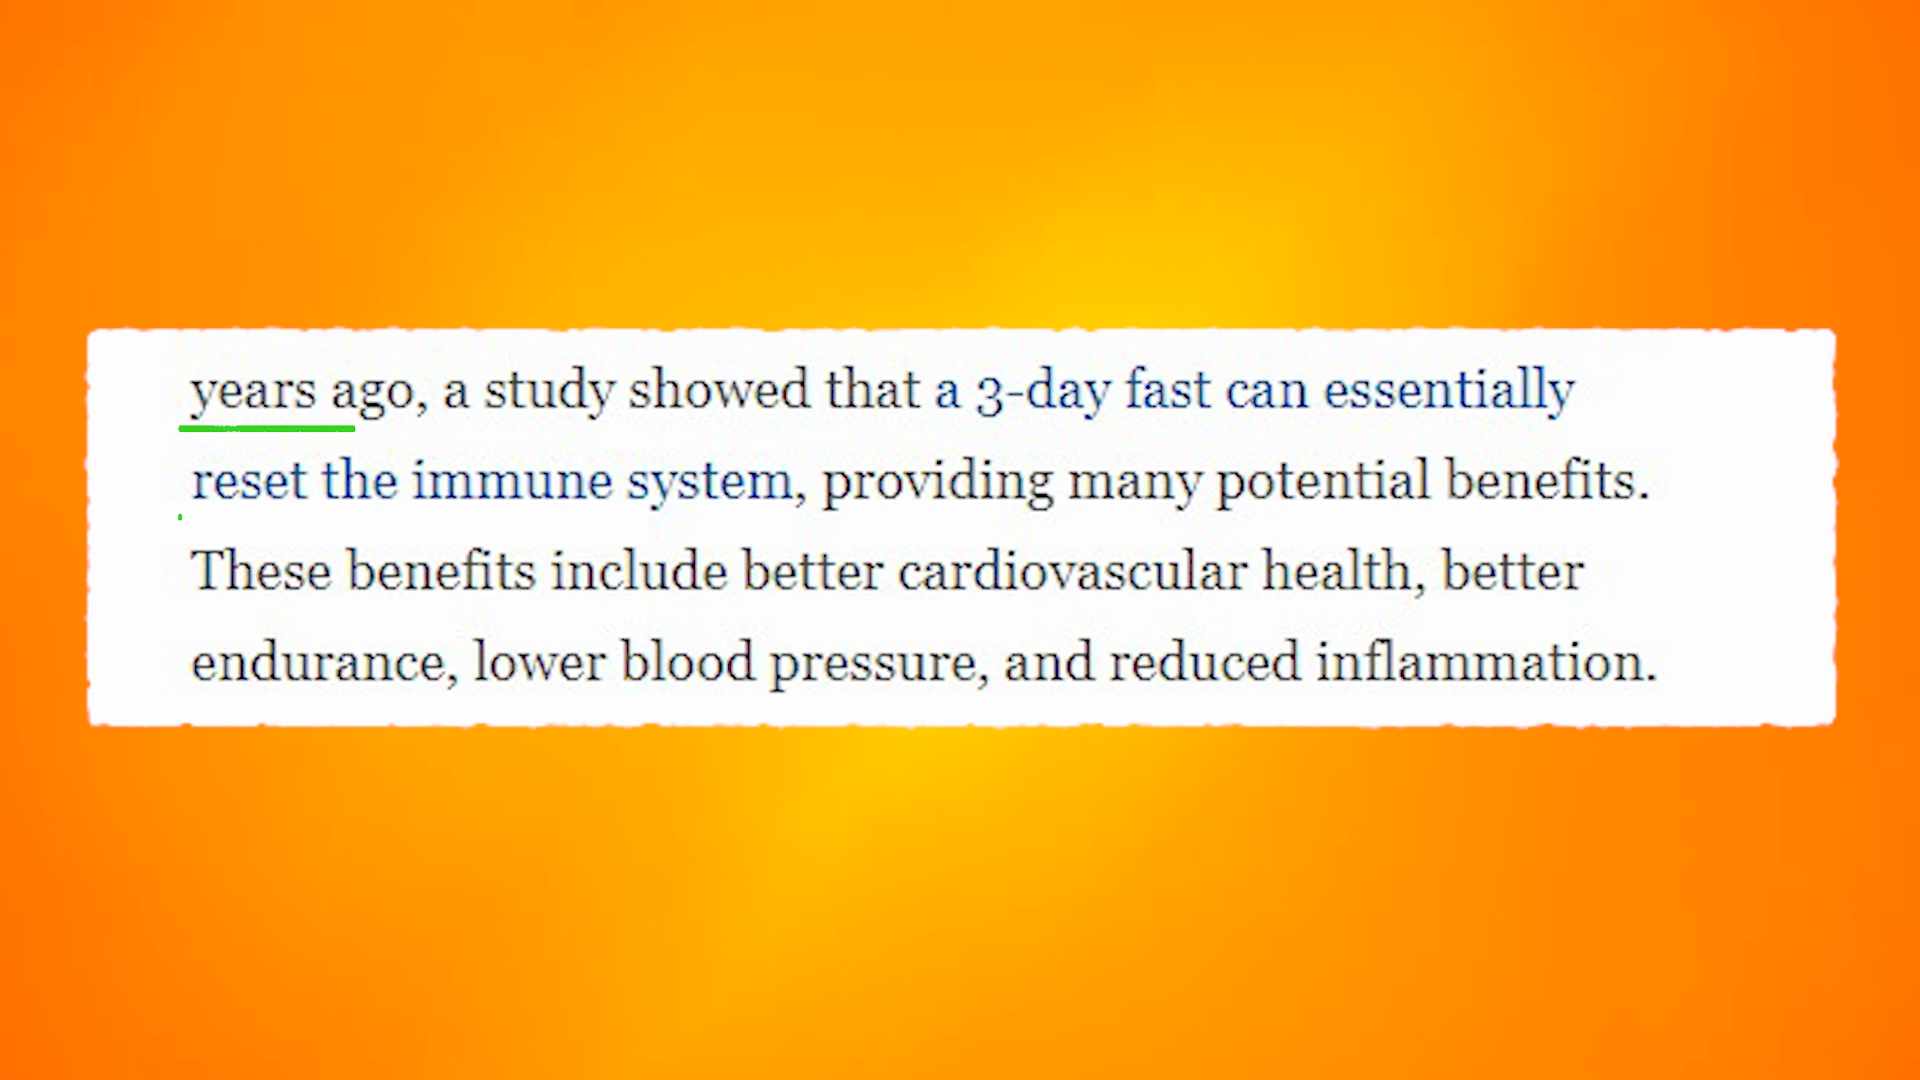 years ago, a study showed that a 3-day fast can essentially
reset the immune system, providing many potential benefits.
These benefits include better cardiovascular health, better
endurance, lower blood pressure, and reduced inflammation.